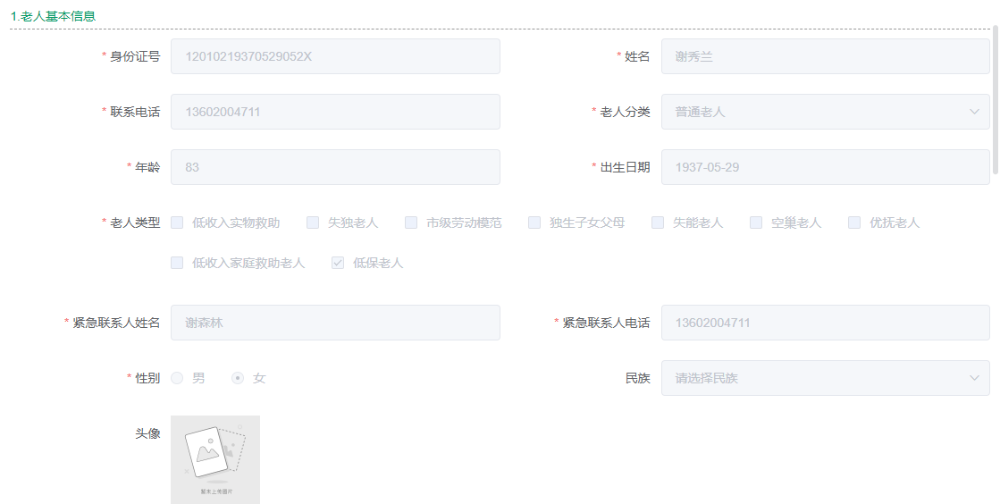 1.老人基本信息
* 身份证号 12010219370529052X * 姓名 谢秀兰
* 联系电话 13602004711 * 老人分类 普通老人
* 年龄 83 * 出生日期 1937-05-29
* 老人类型 低收入实物救助 失独老人 市级劳动模范 独生子女父母 失能老人 空巢老人 优抚老人
低收入家庭救助老人 低保老人
* 紧急联系人姓名 谢森林 * 紧急联系人电话 13602004711
* 性别 男 女 民族 请选择民族
头像
暂未上传图片